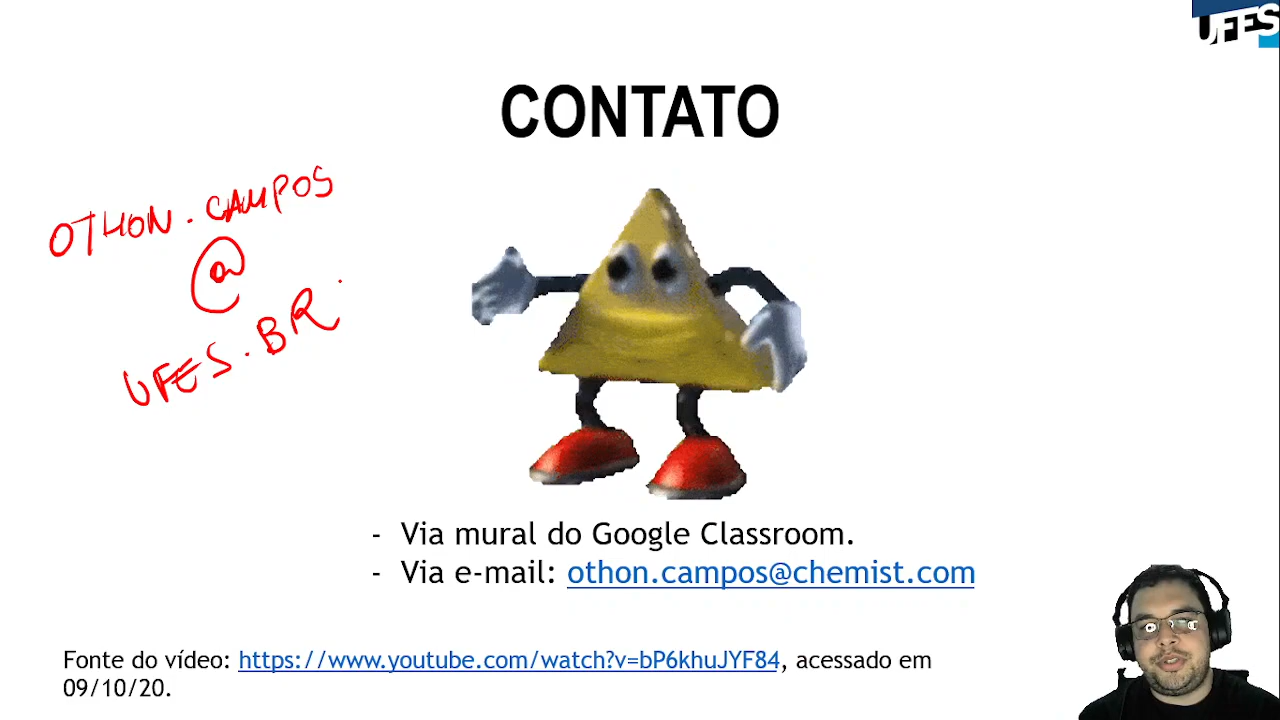 UFES
CONTATO
OTHON.CAMPOS
@
UFES.BR
- Via mural do Google Classroom.
- Via e-mail: othon.campos@chemist.com
Fonte do vídeo: https://www.youtube.com/watch?v=bP6khuJYF84, acessado em
09/10/20.